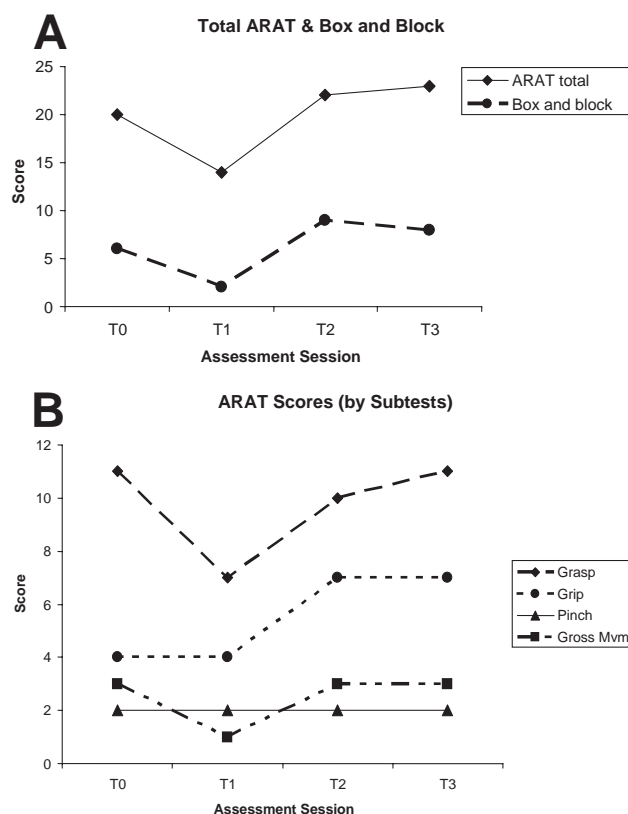 A
Total ARAT & Box and Block
25
20
15
10
5
0
Score
T0 T1 T2 T3
Assessment Session
ARAT total
Box and block
B
ARAT Scores (by Subtests)
12
10
8
6
4
2
0
Score
T0 T1 T2 T3
Assessment Session
Grasp
Grip
Pinch
Gross Mvm